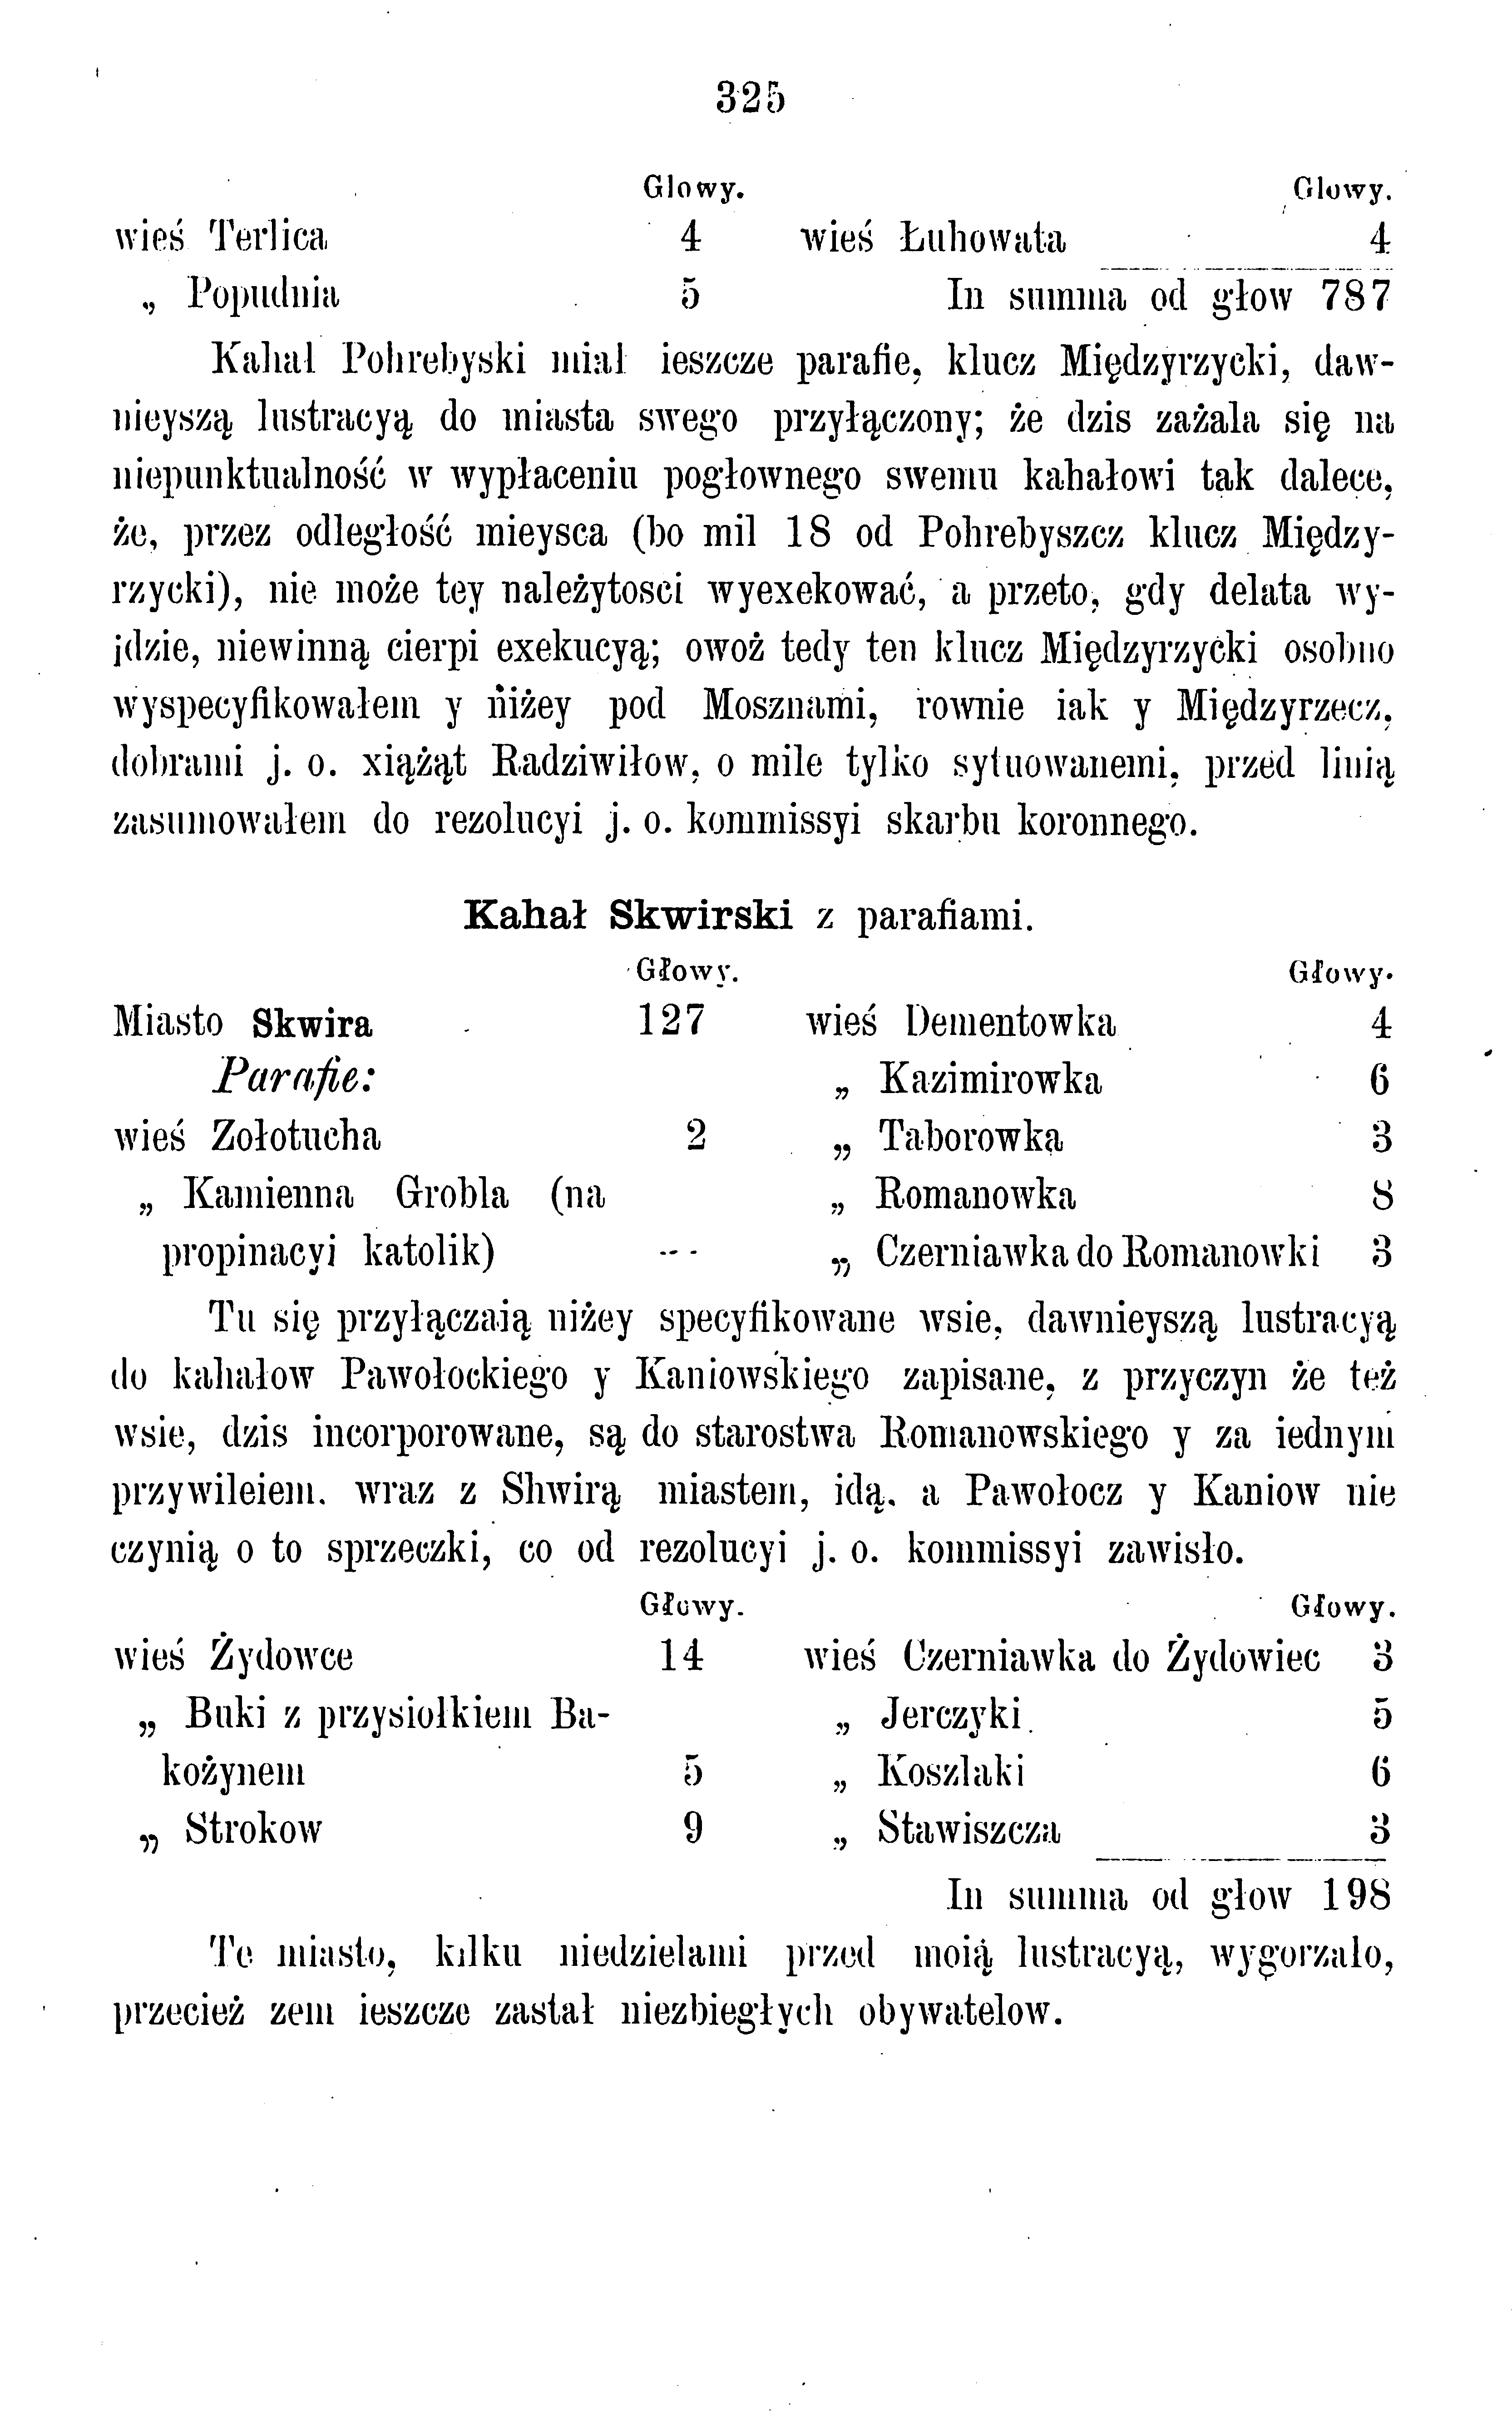 325
Glowy. Glowy.
wieś Terlica 4 wieś Łuhowata 4
„ Popudnia 5 In summa od głow 787
Kahał Pohrebyski miał ieszcze parafie, klucz Międzyrzycki, daw-
nieyszą lustracyą do miasta swego przyłączony; że dzis zażala się na
niepunktualność w wypłaceniu pogłownego swemu kahałowi tak dalece,
że, przez odległość mieysca (bo mil 18 od Pohrebyszcz klucz Między-
rzycki), nie może tey należytosci wyexekować, a przeto, gdy delata wy-
jdzie, niewinną cierpi exekucyą; owoż tedy ten klucz Międzyrzycki osobno
wyspecyfikowałem y niżey pod Mosznami, rownie iak y Międzyrzecz,
dobrami j. o. xiążąt Radziwiłow, o mile tylko sytuowanemi, przed linią
zasumowałem do rezolucyi j. o. kommissyi skarbu koronnego.
Kahał Skwirski z parafiami.
Głowy. Głowy.
Miasto Skwira 127 wieś Dementowka 4
Parafie: „ Kazimirowka 6
wieś Zołotucha 2 „ Taborowka 3
„ Kamienna Grobla (na „ Romanowka 8
propinacyi katolik) -- „ Czerniawka do Romanowki 3
Tu się przyłączaią niżey specyfikowane wsie, dawnieyszą lustracyą
do kahałow Pawołockiego y Kaniowskiego zapisane, z przyczyn że też
wsie, dzis incorporowane, są do starostwa Romanowskiego y za iednym
przywileiem, wraz z Shwirą miastem, idą, a Pawołocz y Kaniow nie
czynią o to sprzeczki, co od rezolucyi j. o. kommissyi zawisło.
Głowy. Głowy.
wieś Żydowce 14 wieś Czerniawka do Żydowiec 3
„ Buki z przysiołkiem Ba- „ Jerczyki 5
kożynem 5 „ Koszlaki 6
„ Strokow 9 „ Stawiszcza 3
In summa od głow 198
Te miasto, kilku niedzielami przed moią lustracyą, wygorzało,
przecież zem ieszcze zastał niezbiegłych obywatelow.